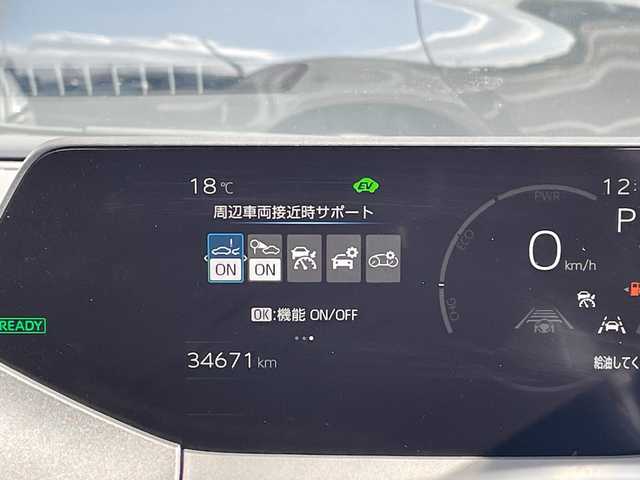 18℃
EV
12:
周辺車両接近時サポート
PWR
P
ECO
ON
ON
0 km/h
CHG
OK:機能 ON/OFF
READY
34671 km
給油してく